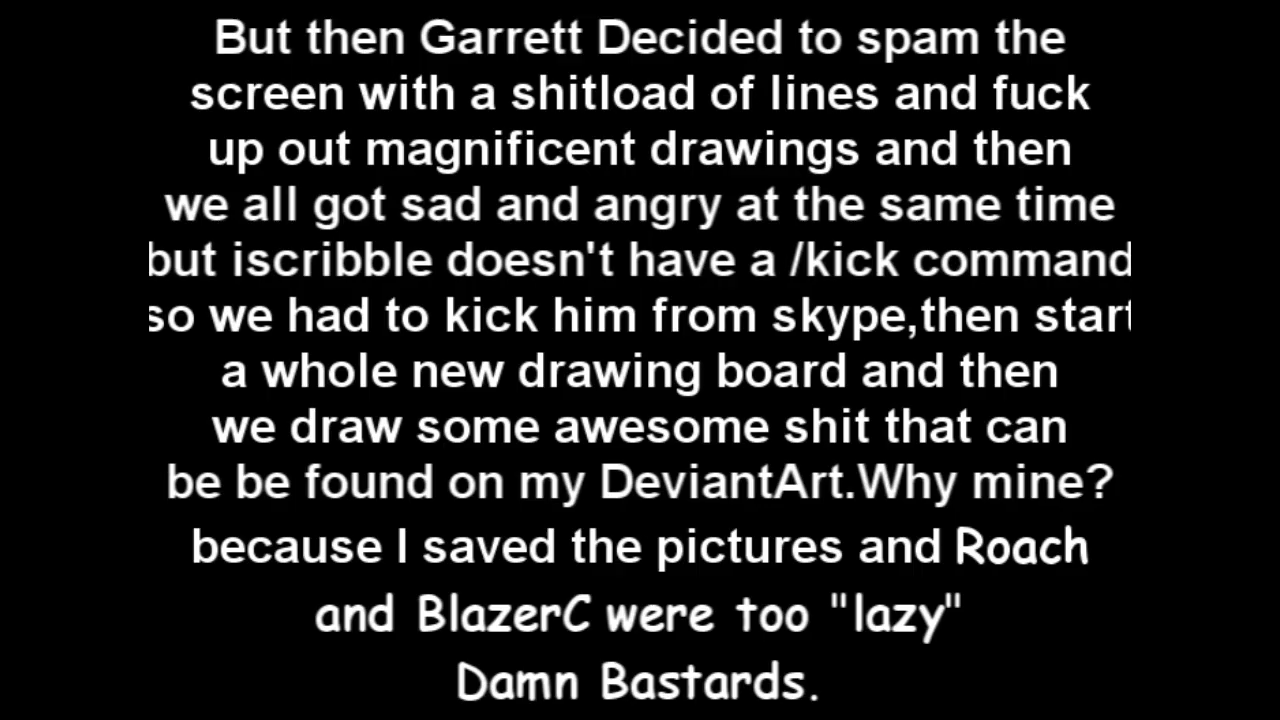 But then Garrett Decided to spam the
screen with a shitload of lines and fuck
up out magnificent drawings and then
we all got sad and angry at the same time
but iscribble doesn't have a /kick command
so we had to kick him from skype,then start
a whole new drawing board and then
we draw some awesome shit that can
be be found on my DeviantArt.Why mine?
because I saved the pictures and Roach
and BlazerC were too "lazy"
Damn Bastards.